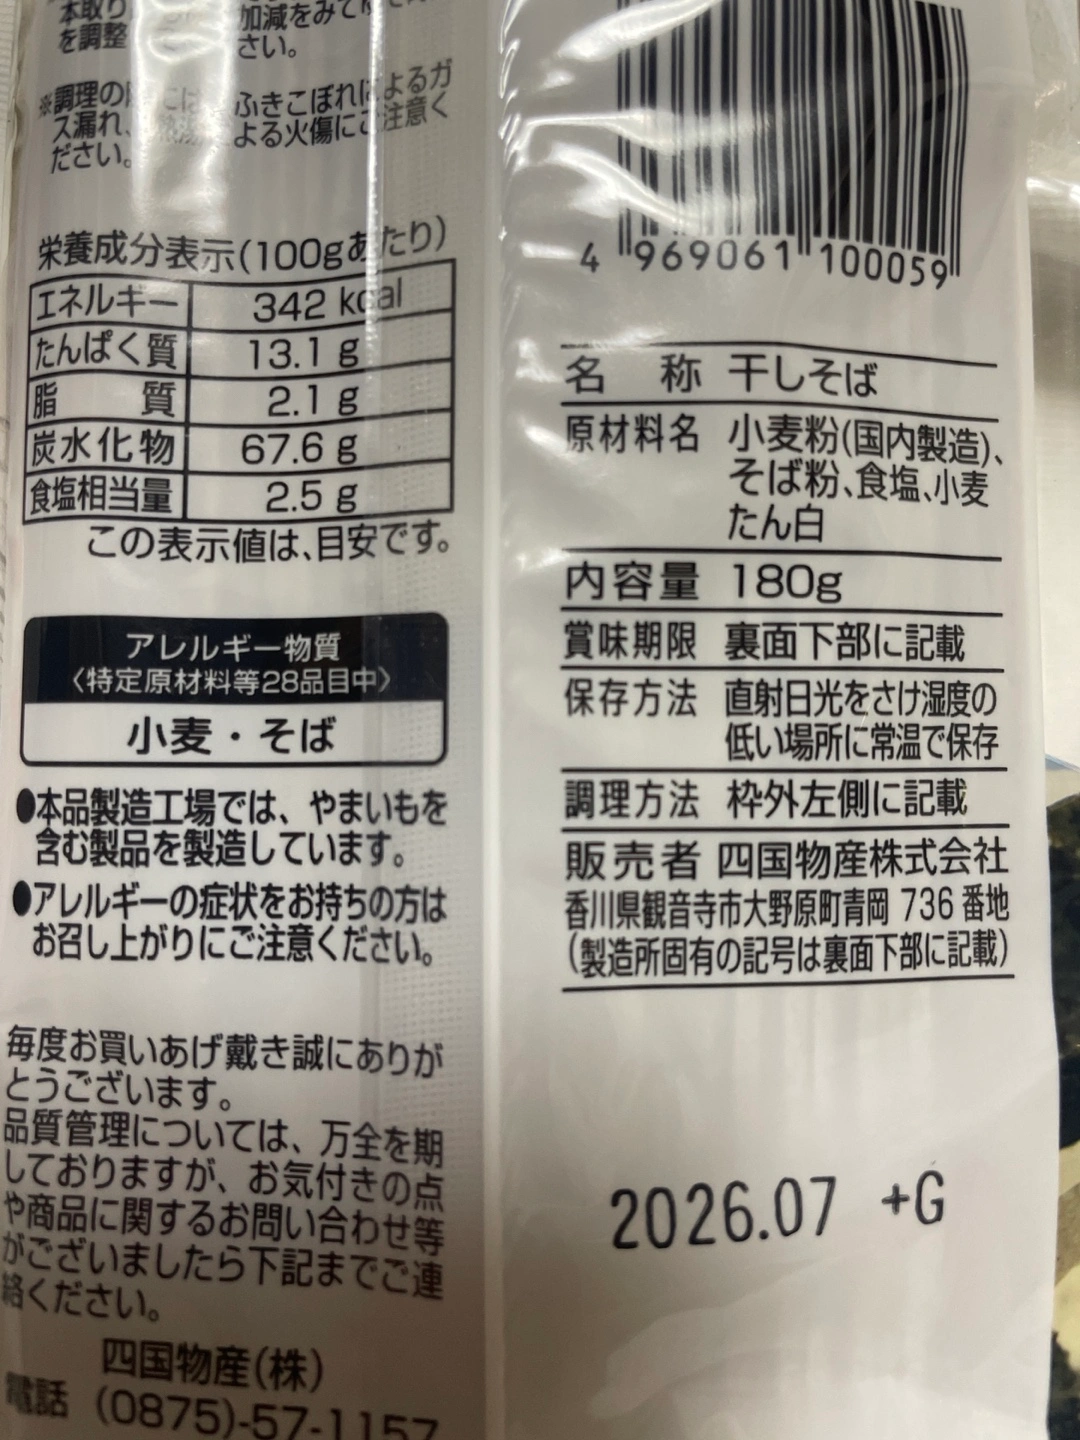 本取り
加減をみてゆで
を調整
さい。
※調理の
ふきこぼれによるガ
ス漏れ、熱湯による火傷にご注意く
ださい。
栄養成分表示(100gあたり)
エネルギー 342 kcal
たんぱく質 13.1 g
脂質 2.1 g
炭水化物 67.6 g
食塩相当量 2.5 g
この表示値は、目安です。
アレルギー物質
〈特定原材料等28品目中〉
小麦・そば
●本品製造工場では、やまいもを
含む製品を製造しています。
●アレルギーの症状をお持ちの方は
お召し上がりにご注意ください。
毎度お買いあげ戴き誠にありが
とうございます。
品質管理については、万全を期
しておりますが、お気付きの点
や商品に関するお問い合わせ等
がございましたら下記までご連
絡ください。
四国物産(株)
電話 (0875)-57-1157
4 969061 100059
名称 干しそば
原材料名 小麦粉(国内製造)、
そば粉、食塩、小麦
たん白
内容量 180g
賞味期限 裏面下部に記載
保存方法 直射日光をさけ湿度の
低い場所に常温で保存
調理方法 枠外左側に記載
販売者 四国物産株式会社
香川県観音寺市大野原町青岡 736 番地
(製造所固有の記号は裏面下部に記載)
2026.07 +G